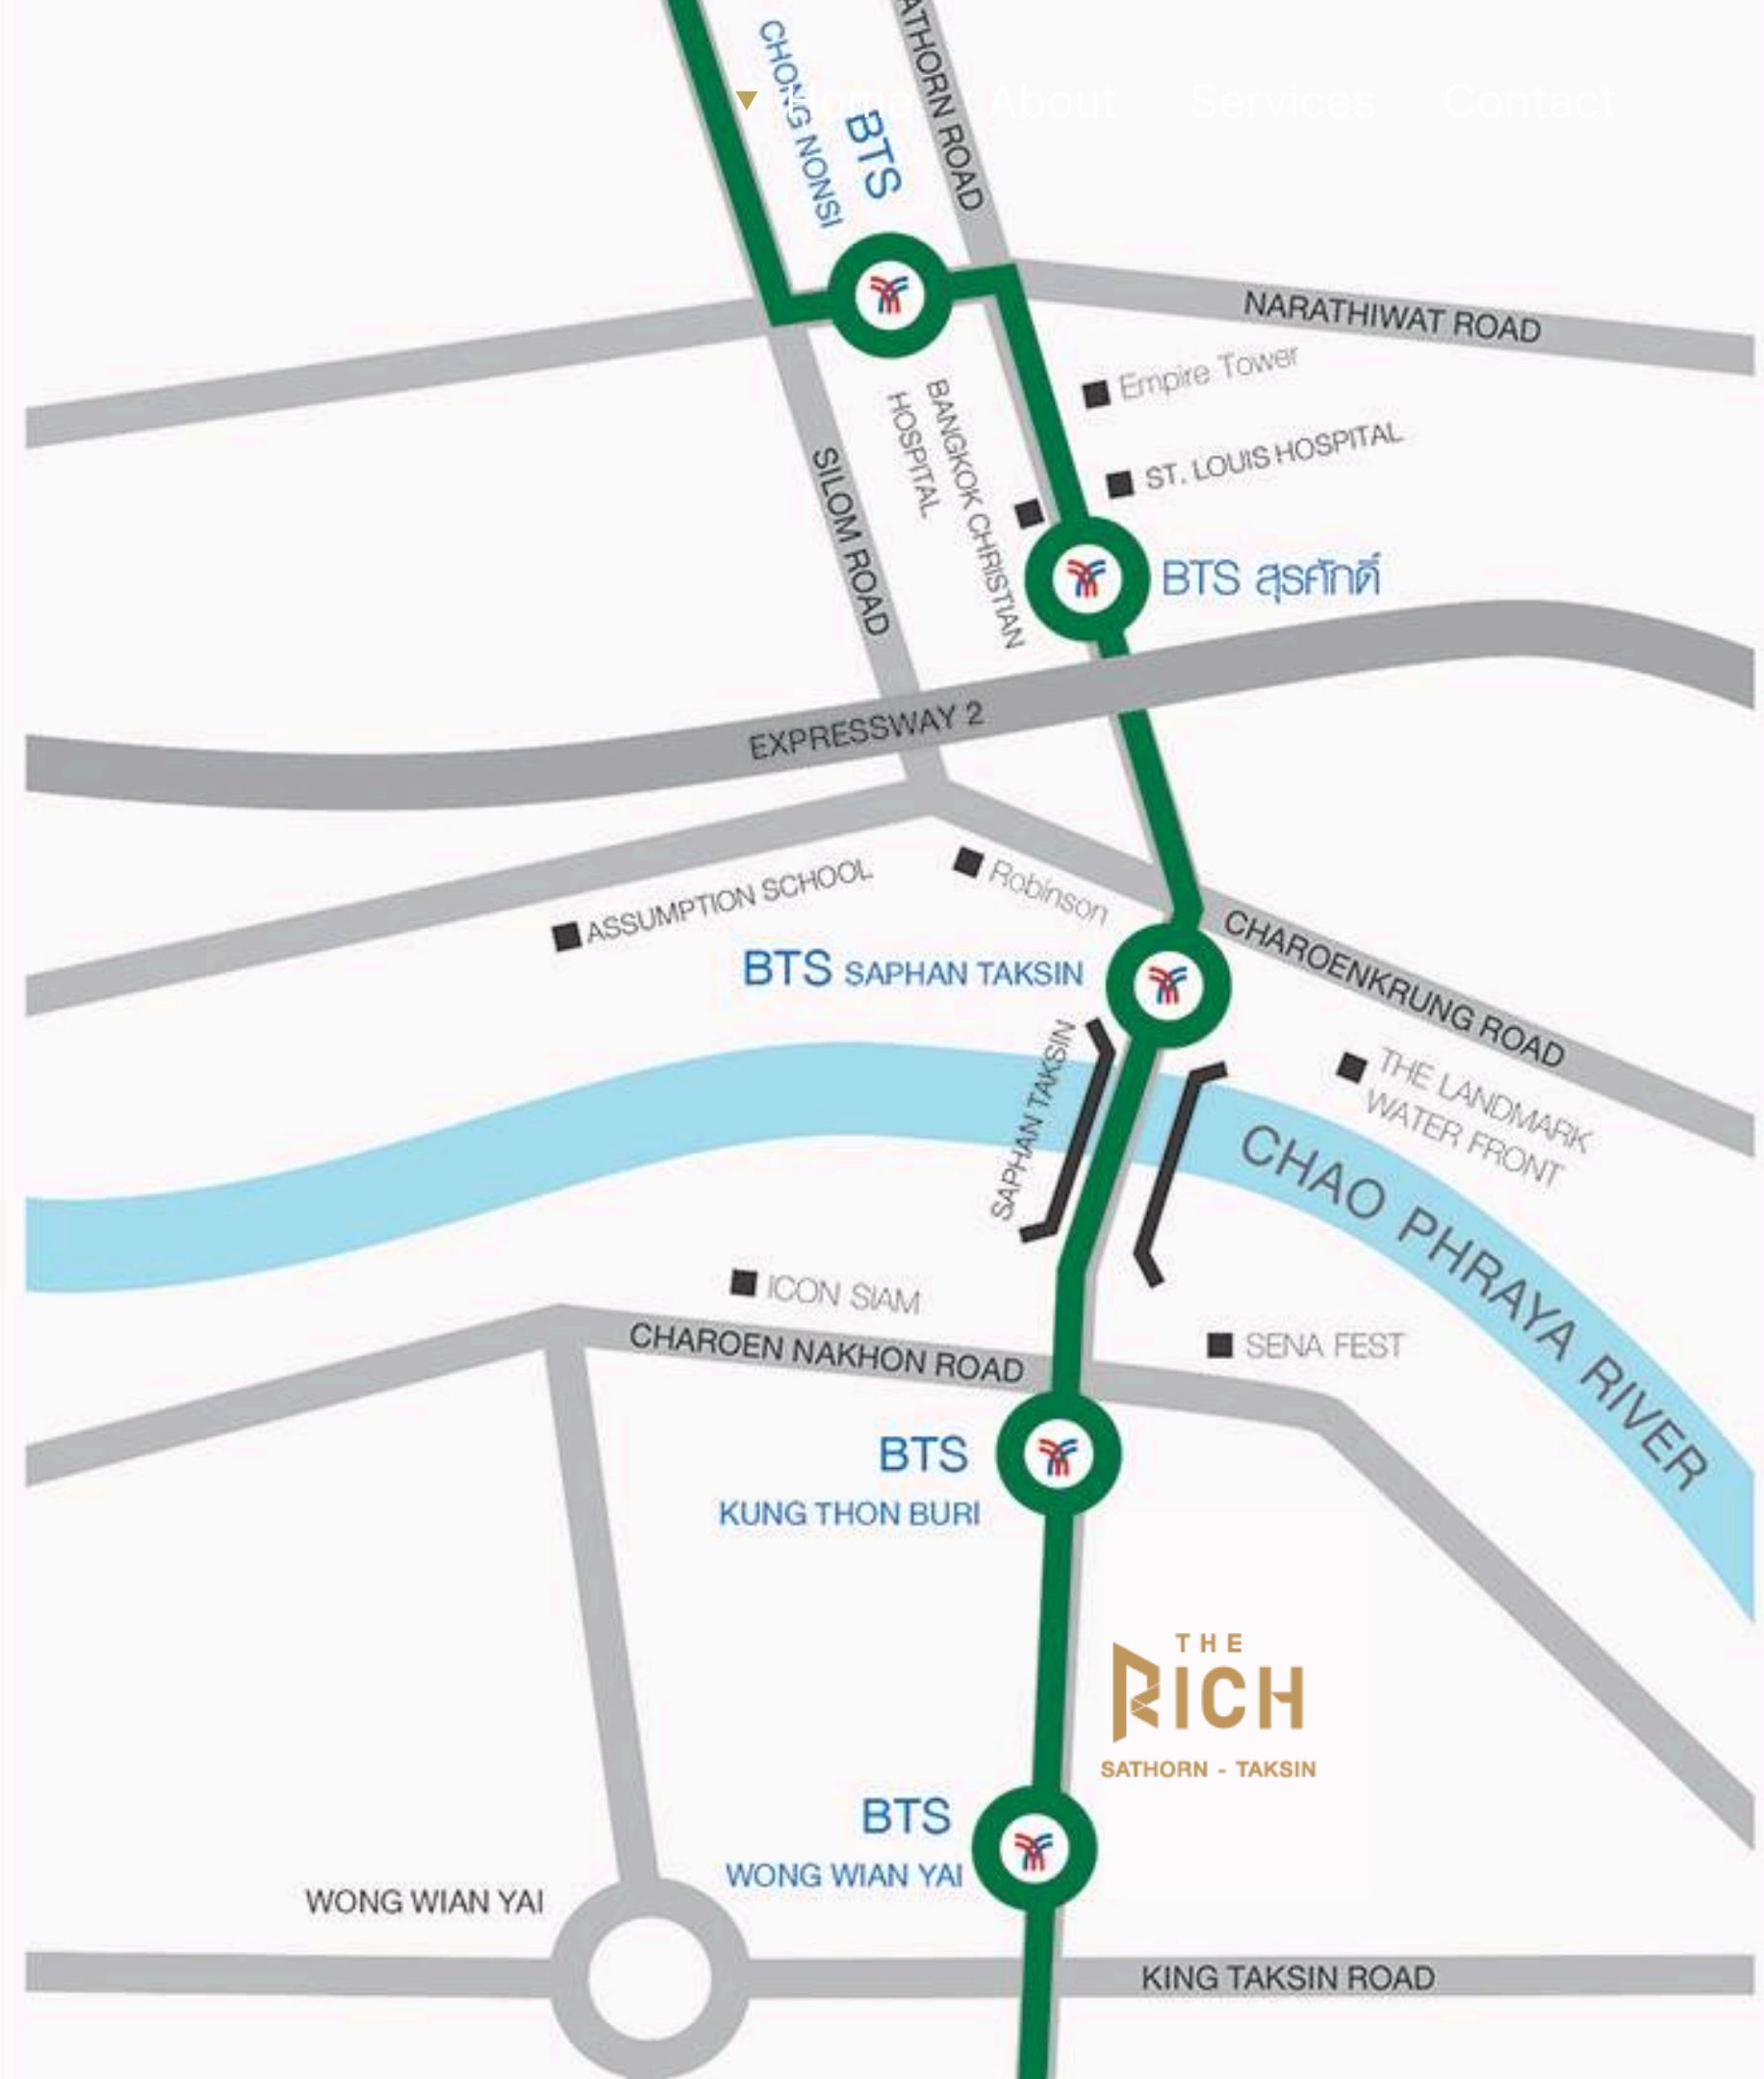 Home
About
Services
Contact
ATHORN ROAD
BTS
CHONG NONSI
NARATHIWAT ROAD
Empire Tower
ST. LOUIS HOSPITAL
BANGKOK CHRISTIAN
HOSPITAL
SILOM ROAD
BTS สุรศักดิ์
EXPRESSWAY 2
ASSUMPTION SCHOOL
Robinson
CHAROENKRUNG ROAD
BTS SAPHAN TAKSIN
SAPHAN TAKSIN
THE LANDMARK
WATER FRONT
CHAO PHRAYA RIVER
ICON SIAM
CHAROEN NAKHON ROAD
SENA FEST
BTS
KUNG THON BURI
THE
RICH
SATHORN - TAKSIN
BTS
WONG WIAN YAI
WONG WIAN YAI
KING TAKSIN ROAD